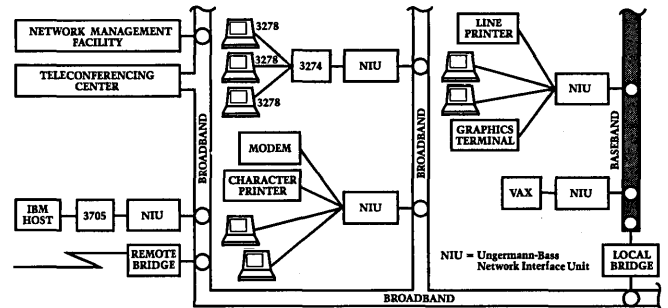 NETWORK MANAGEMENT
FACILITY
TELECONFERENCING
CENTER
BROADBAND
3278
3278
3278
3274
NIU
BROADBAND
LINE
PRINTER
NIU
GRAPHICS
TERMINAL
BASEBAND
MODEM
CHARACTER
PRINTER
NIU
VAX
NIU
IBM
HOST
3705
NIU
REMOTE
BRIDGE
NIU = Ungermann-Bass
Network Interface Unit
LOCAL
BRIDGE
BROADBAND